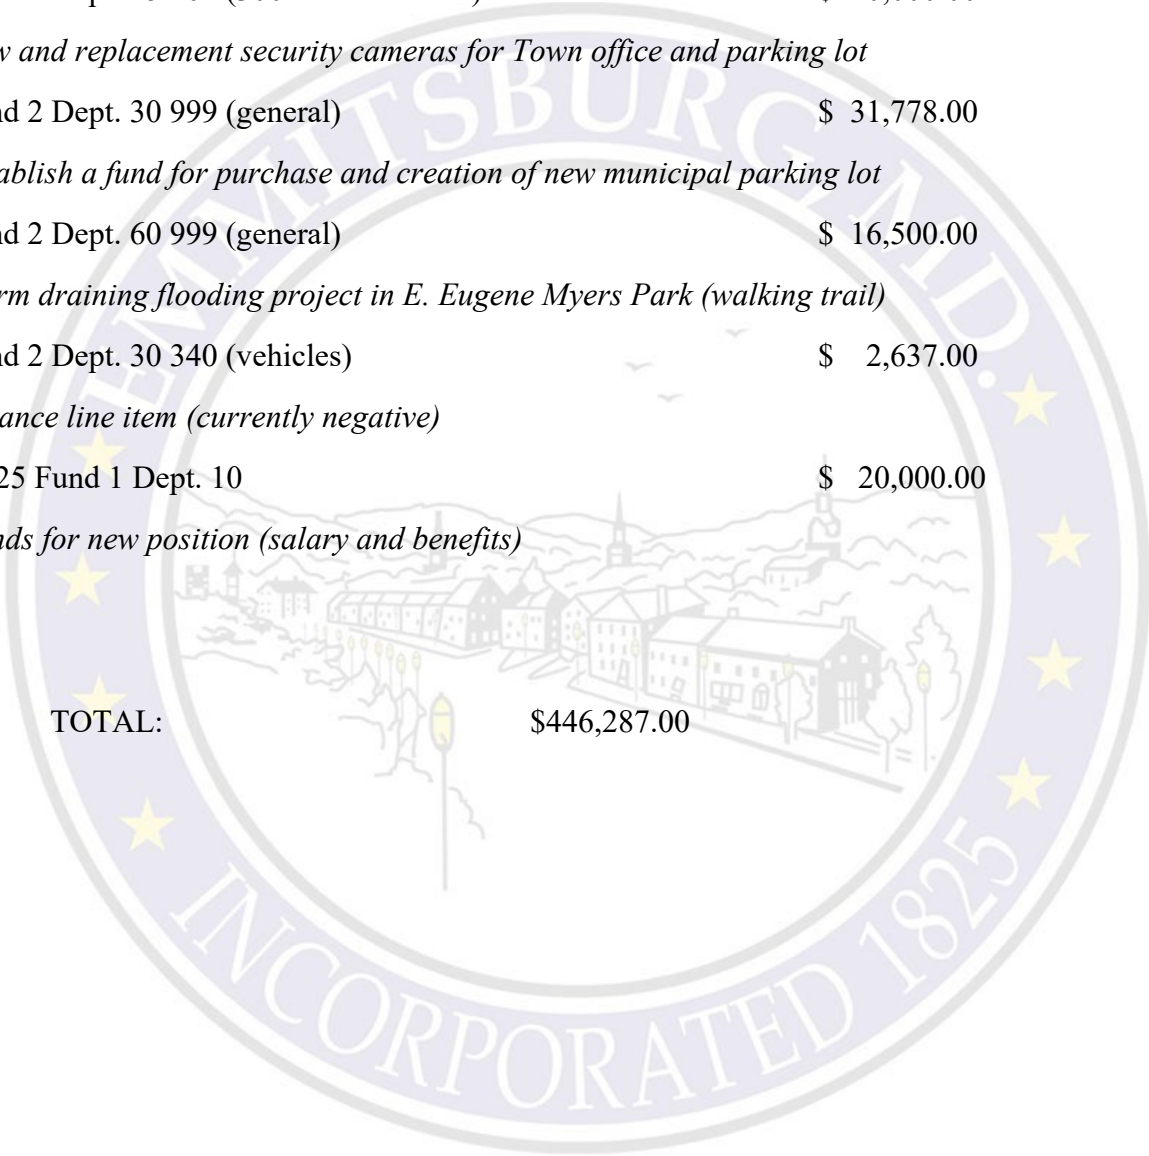 w and replacement security cameras for Town office and parking lot
nd 2 Dept. 30 999 (general) $ 31,778.00
ablish a fund for purchase and creation of new municipal parking lot
nd 2 Dept. 60 999 (general) $ 16,500.00
rm draining flooding project in E. Eugene Myers Park (walking trail)
nd 2 Dept. 30 340 (vehicles) $ 2,637.00
ance line item (currently negative)
25 Fund 1 Dept. 10 $ 20,000.00
nds for new position (salary and benefits)
TOTAL: $446,287.00
EMMITSBURG MD.
INCORPORATED 1825